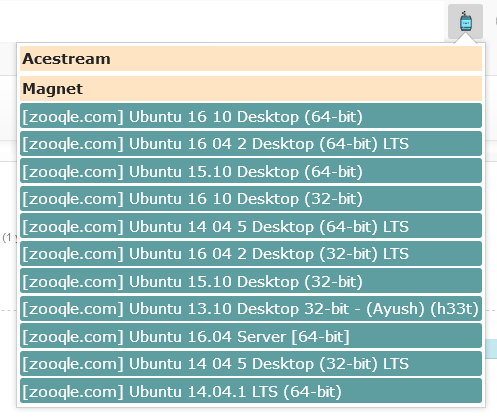 Acestream
Magnet
[zooqle.com] Ubuntu 16 10 Desktop (64-bit)
[zooqle.com] Ubuntu 16 04 2 Desktop (64-bit) LTS
[zooqle.com] Ubuntu 15.10 Desktop (64-bit)
[zooqle.com] Ubuntu 16 10 Desktop (32-bit)
[zooqle.com] Ubuntu 14 04 5 Desktop (64-bit) LTS
[zooqle.com] Ubuntu 16 04 2 Desktop (32-bit) LTS
[zooqle.com] Ubuntu 15.10 Desktop (32-bit)
(1
[zooqle.com] Ubuntu 13.10 Desktop 32-bit - (Ayush) (h33t)
[zooqle.com] Ubuntu 16.04 Server [64-bit]
[zooqle.com] Ubuntu 14 04 5 Desktop (32-bit) LTS
[zooqle.com] Ubuntu 14.04.1 LTS (64-bit)